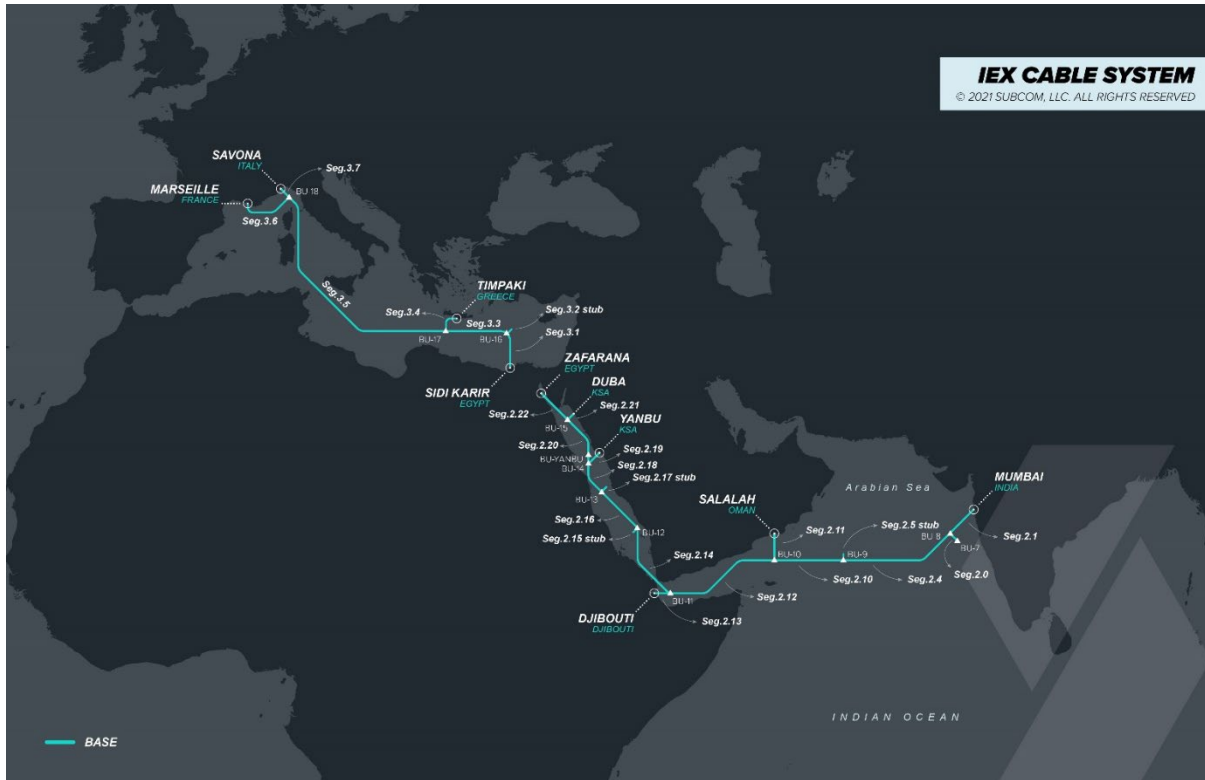 IEX CABLE SYSTEM
© 2021 SUBCOM, LLC. ALL RIGHTS RESERVED
SAVONA
ITALY
Seg.3.7
BU-18
MARSEILLE
FRANCE
Seg.3.6
Seg.3.5
TIMPAKI
GREECE
Seg.3.4
Seg.3.3
Seg.3.2 stub
Seg.3.1
BU-17
BU-16
ZAFARANA
EGYPT
SIDI KARIR
EGYPT
DUBA
KSA
Seg.2.22
Seg.2.21
BU-15
YANBU
KSA
Seg.2.20
Seg.2.19
BU-YANBU
Seg.2.18
BU-14
Seg.2.17 stub
BU-13
Seg.2.16
Seg.2.15 stub
BU-12
Seg.2.14
Arabian Sea
MUMBAI
INDIA
SALALAH
OMAN
Seg.2.11
Seg.2.5 stub
BU-8
Seg.2.1
BU-7
BU-10
BU-9
Seg.2.10
Seg.2.4
Seg.2.0
Seg.2.12
BU-11
DJIBOUTI
DJIBOUTI
Seg.2.13
INDIAN OCEAN
BASE